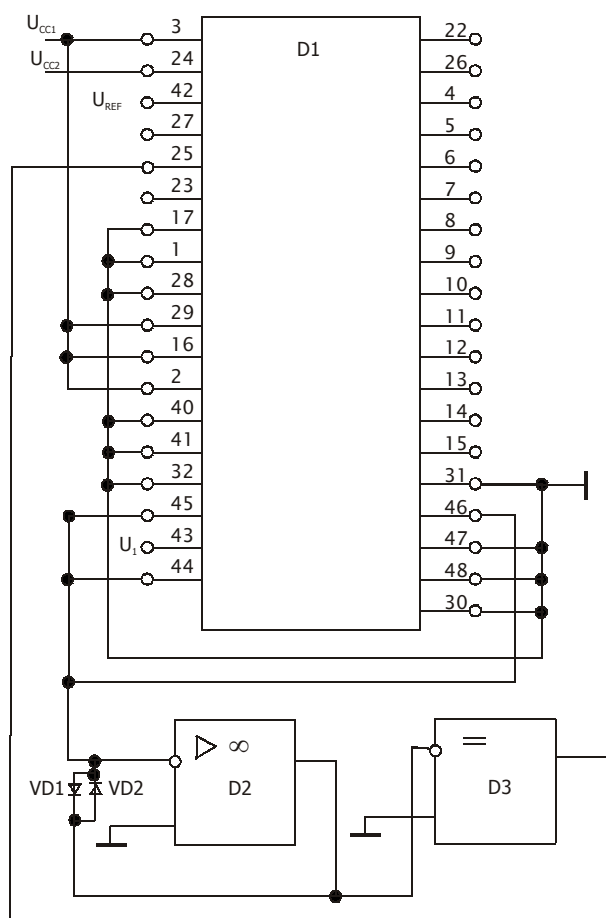 U_CC1 3 D1 22
U_CC2 24 26
U_REF 42 4
27 5
25 6
23 7
17 8
1 9
28 10
29 11
16 12
2 13
40 14
41 15
32 31
45 46
U_1 43 47
44 48
30
▷ ∞ =
VD1 VD2 D2 D3